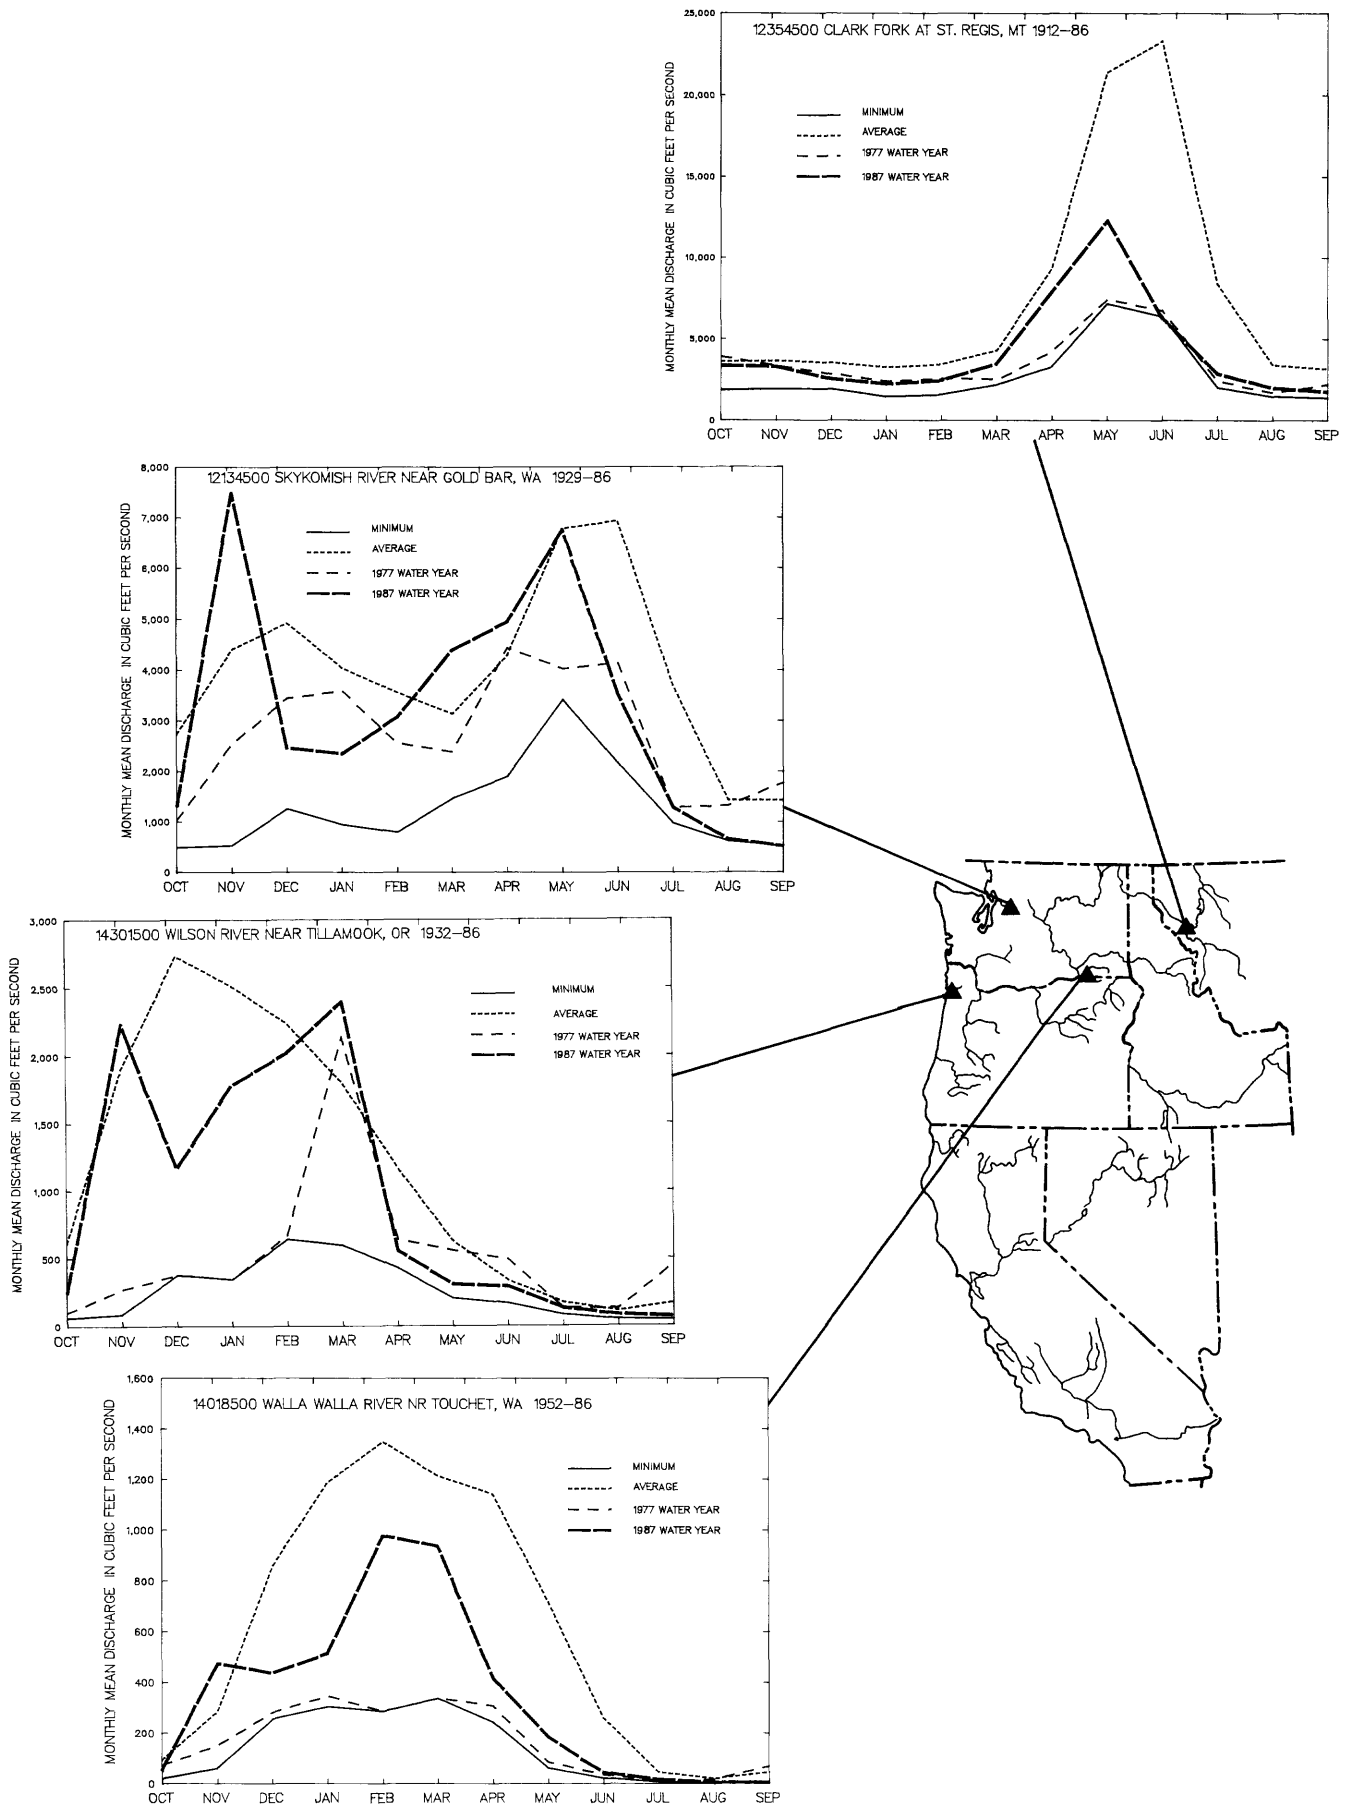 25,000
12354500 CLARK FORK AT ST. REGIS, MT 1912-86
MONTHLY MEAN DISCHARGE IN CUBIC FEET PER SECOND
20,000
15,000
10,000
5,000
0
MINIMUM
AVERAGE
1977 WATER YEAR
1987 WATER YEAR
OCT NOV DEC JAN FEB MAR APR MAY JUN JUL AUG SEP
8,000
12134500 SKYKOMISH RIVER NEAR GOLD BAR, WA 1929-86
MONTHLY MEAN DISCHARGE IN CUBIC FEET PER SECOND
7,000
6,000
5,000
4,000
3,000
2,000
1,000
0
MINIMUM
AVERAGE
1977 WATER YEAR
1987 WATER YEAR
OCT NOV DEC JAN FEB MAR APR MAY JUN JUL AUG SEP
3,000
14301500 WILSON RIVER NEAR TILLAMOOK, OR 1932-86
MONTHLY MEAN DISCHARGE IN CUBIC FEET PER SECOND
2,500
2,000
1,500
1,000
500
0
MINIMUM
AVERAGE
1977 WATER YEAR
1987 WATER YEAR
OCT NOV DEC JAN FEB MAR APR MAY JUN JUL AUG SEP
1,600
14018500 WALLA WALLA RIVER NR TOUCHET, WA 1952-86
MONTHLY MEAN DISCHARGE IN CUBIC FEET PER SECOND
1,400
1,200
1,000
800
600
400
200
0
MINIMUM
AVERAGE
1977 WATER YEAR
1987 WATER YEAR
OCT NOV DEC JAN FEB MAR APR MAY JUN JUL AUG SEP